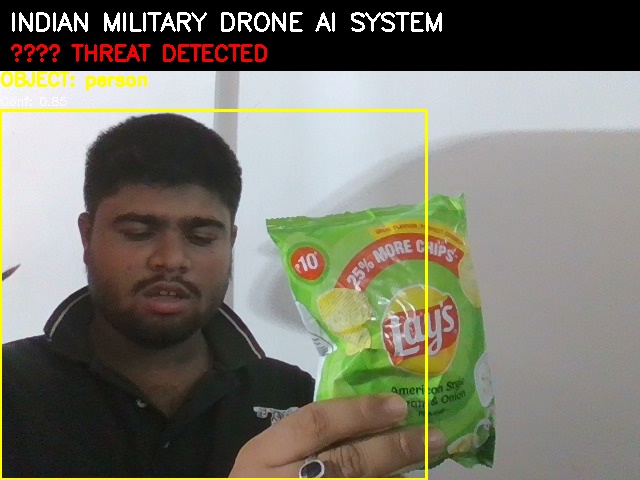 INDIAN MILITARY DRONE AI SYSTEM
???? THREAT DETECTED
OBJECT: person
Conf: 0.85
₹10
25% MORE CHIPS*
Lay's
American Style
Cream & Onion